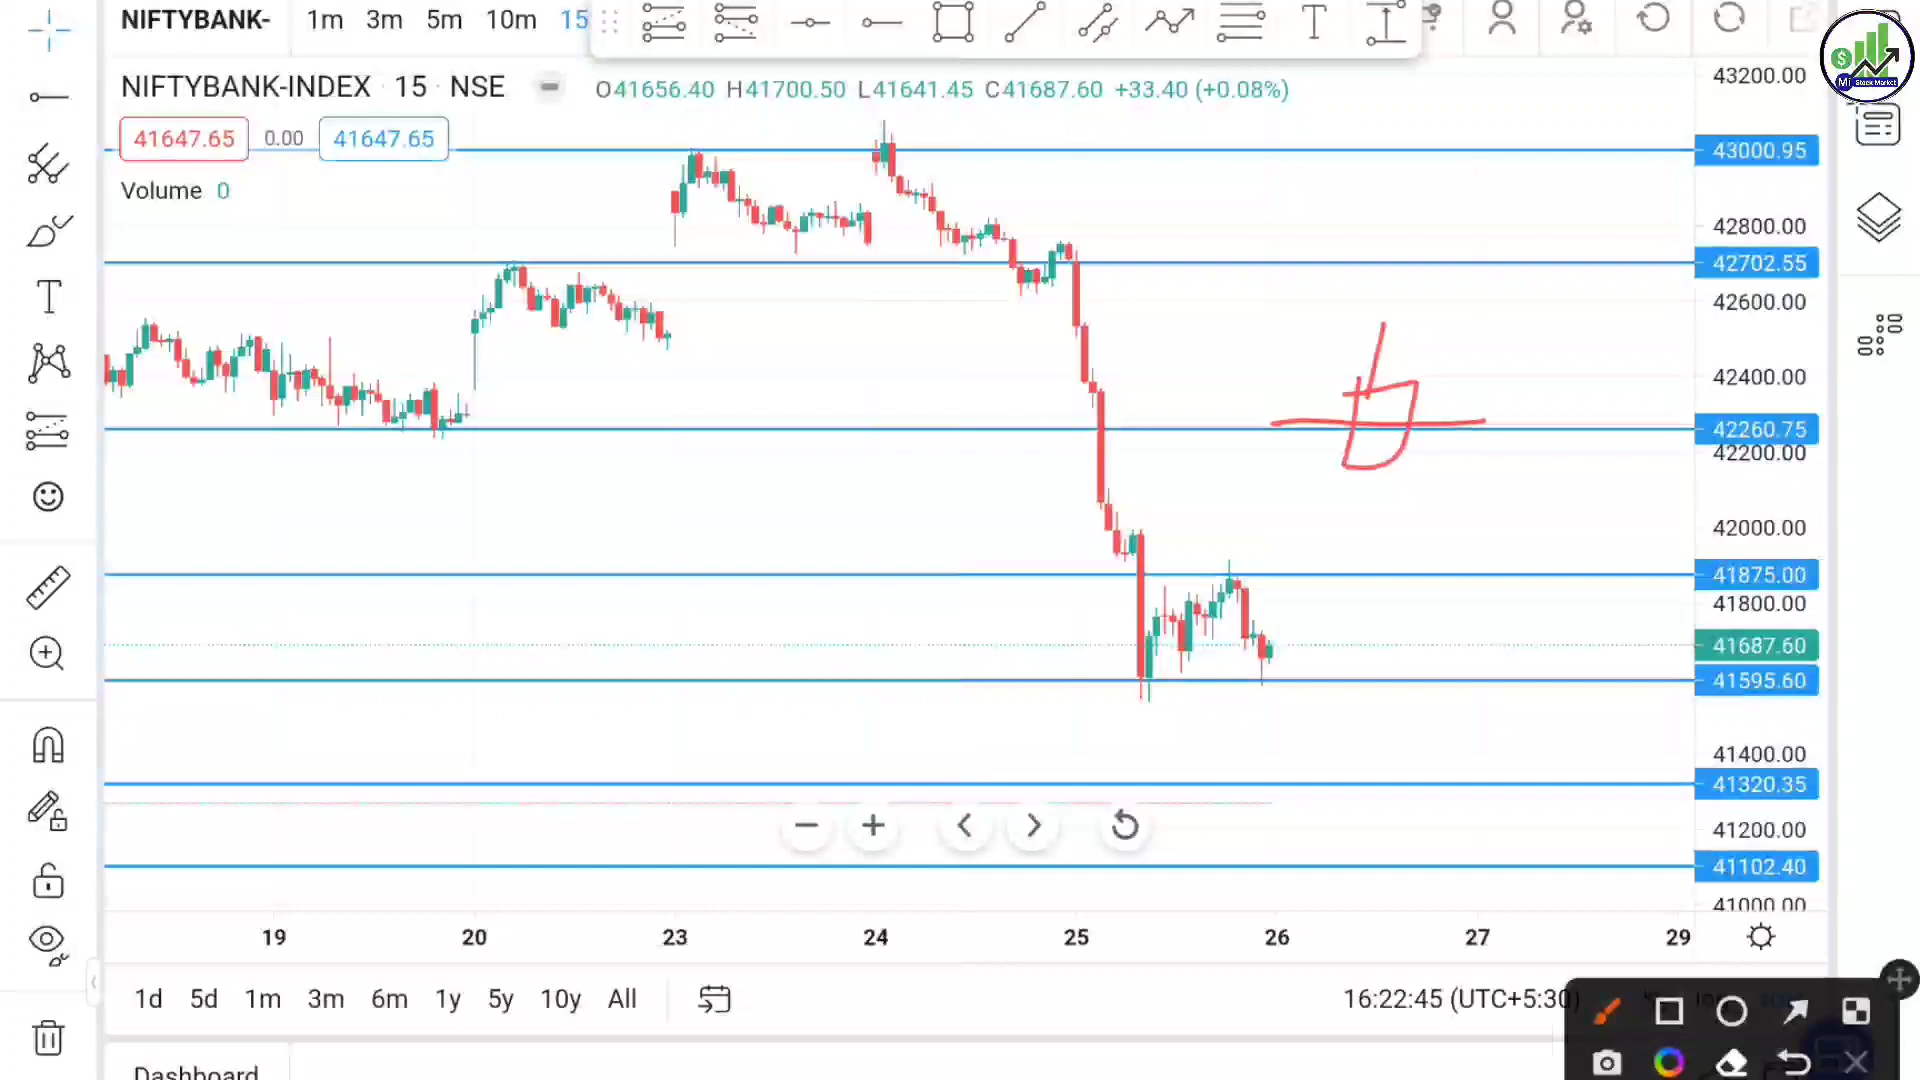 NIFTYBANK- 1m 3m 5m 10m 15
NIFTYBANK-INDEX · 15 · NSE O41656.40 H41700.50 L41641.45 C41687.60 +33.40 (+0.08%)
41647.65 0.00 41647.65
Volume 0
$
Mi Stock Market
T
T
43200.00
43000.95
42800.00
42702.55
42600.00
42400.00
42260.75
42200.00
42000.00
41875.00
41800.00
41687.60
41595.60
41400.00
41320.35
41200.00
41102.40
41000.00
19 20 23 24 25 26 27 29
1d 5d 1m 3m 6m 1y 5y 10y All 16:22:45 (UTC+5:30)
Dashboard